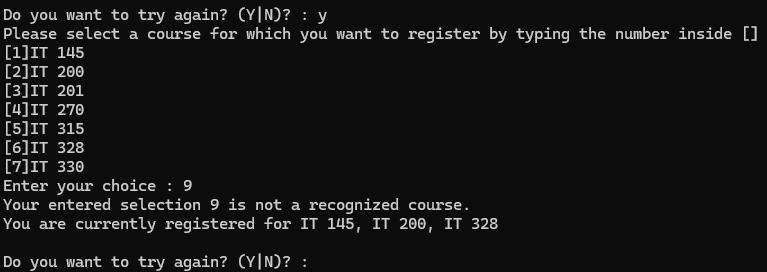 Do you want to try again? (Y|N)? : y
Please select a course for which you want to register by typing the number inside []
[1]IT 145
[2]IT 200
[3]IT 201
[4]IT 270
[5]IT 315
[6]IT 328
[7]IT 330
Enter your choice : 9
Your entered selection 9 is not a recognized course.
You are currently registered for IT 145, IT 200, IT 328
Do you want to try again? (Y|N)? :